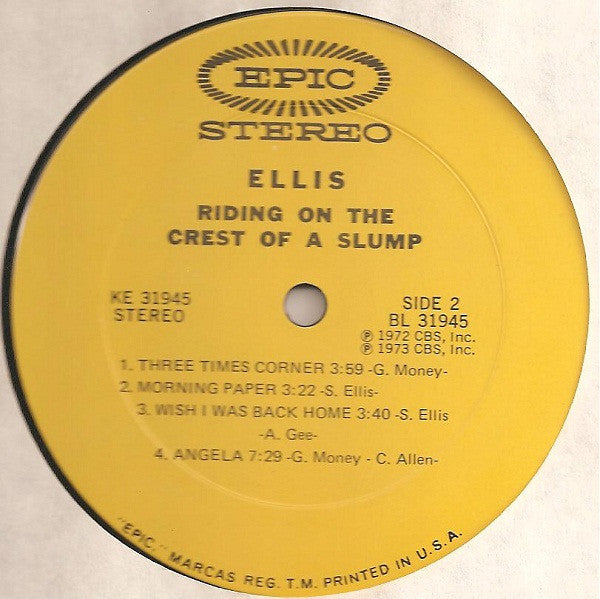 EPIC
STEREO
ELLIS
RIDING ON THE
CREST OF A SLUMP
KE 31945
STEREO
SIDE 2
BL 31945
℗ 1972 CBS, Inc.
℗ 1973 CBS, Inc.
1. THREE TIMES CORNER 3:59 -G. Money-
2. MORNING PAPER 3:22 -S. Ellis-
3. WISH I WAS BACK HOME 3:40 -S. Ellis
-A. Gee-
4. ANGELA 7:29 -G. Money - C. Allen-
"EPIC," MARCAS REG. T.M. PRINTED IN U.S.A.